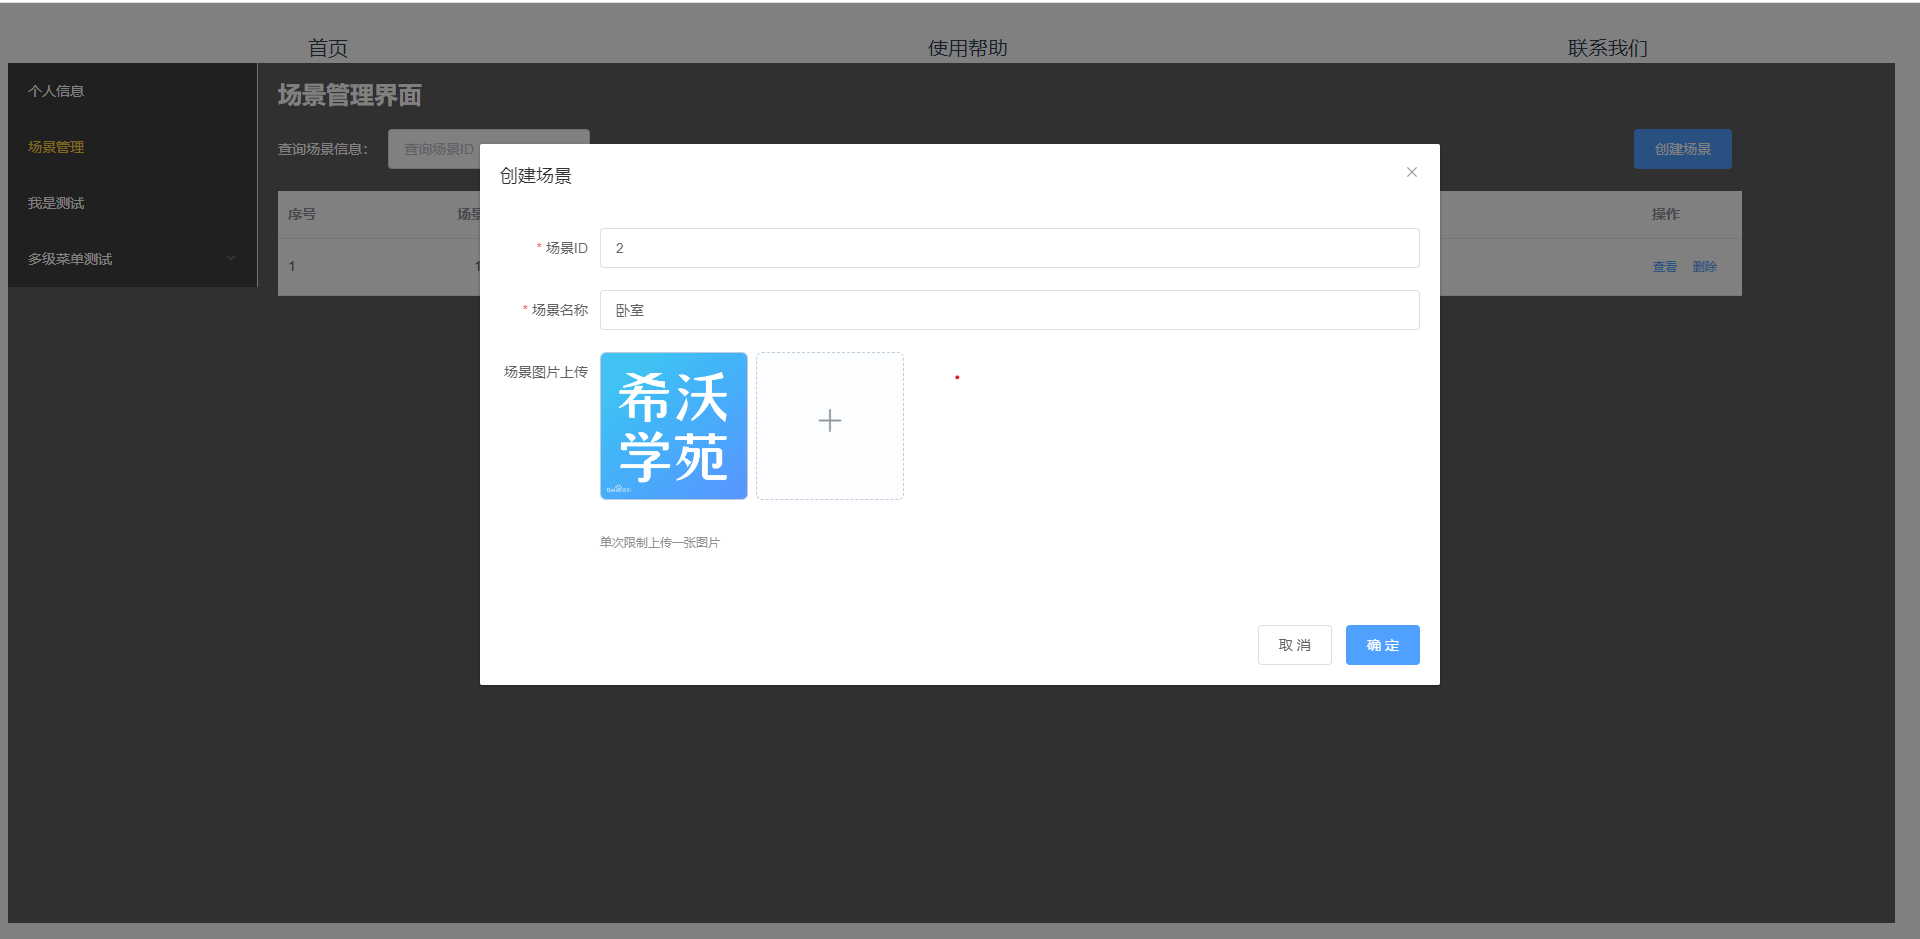 首页
使用帮助
联系我们
个人信息
场景管理
我是测试
多级菜单测试
场景管理界面
查询场景信息：
查询场景ID
创建场景
序号
场景
操作
1
1
查看
删除
创建场景
* 场景ID
2
* 场景名称
卧室
场景图片上传
希沃
学苑
单次限制上传一张图片
取 消
确 定